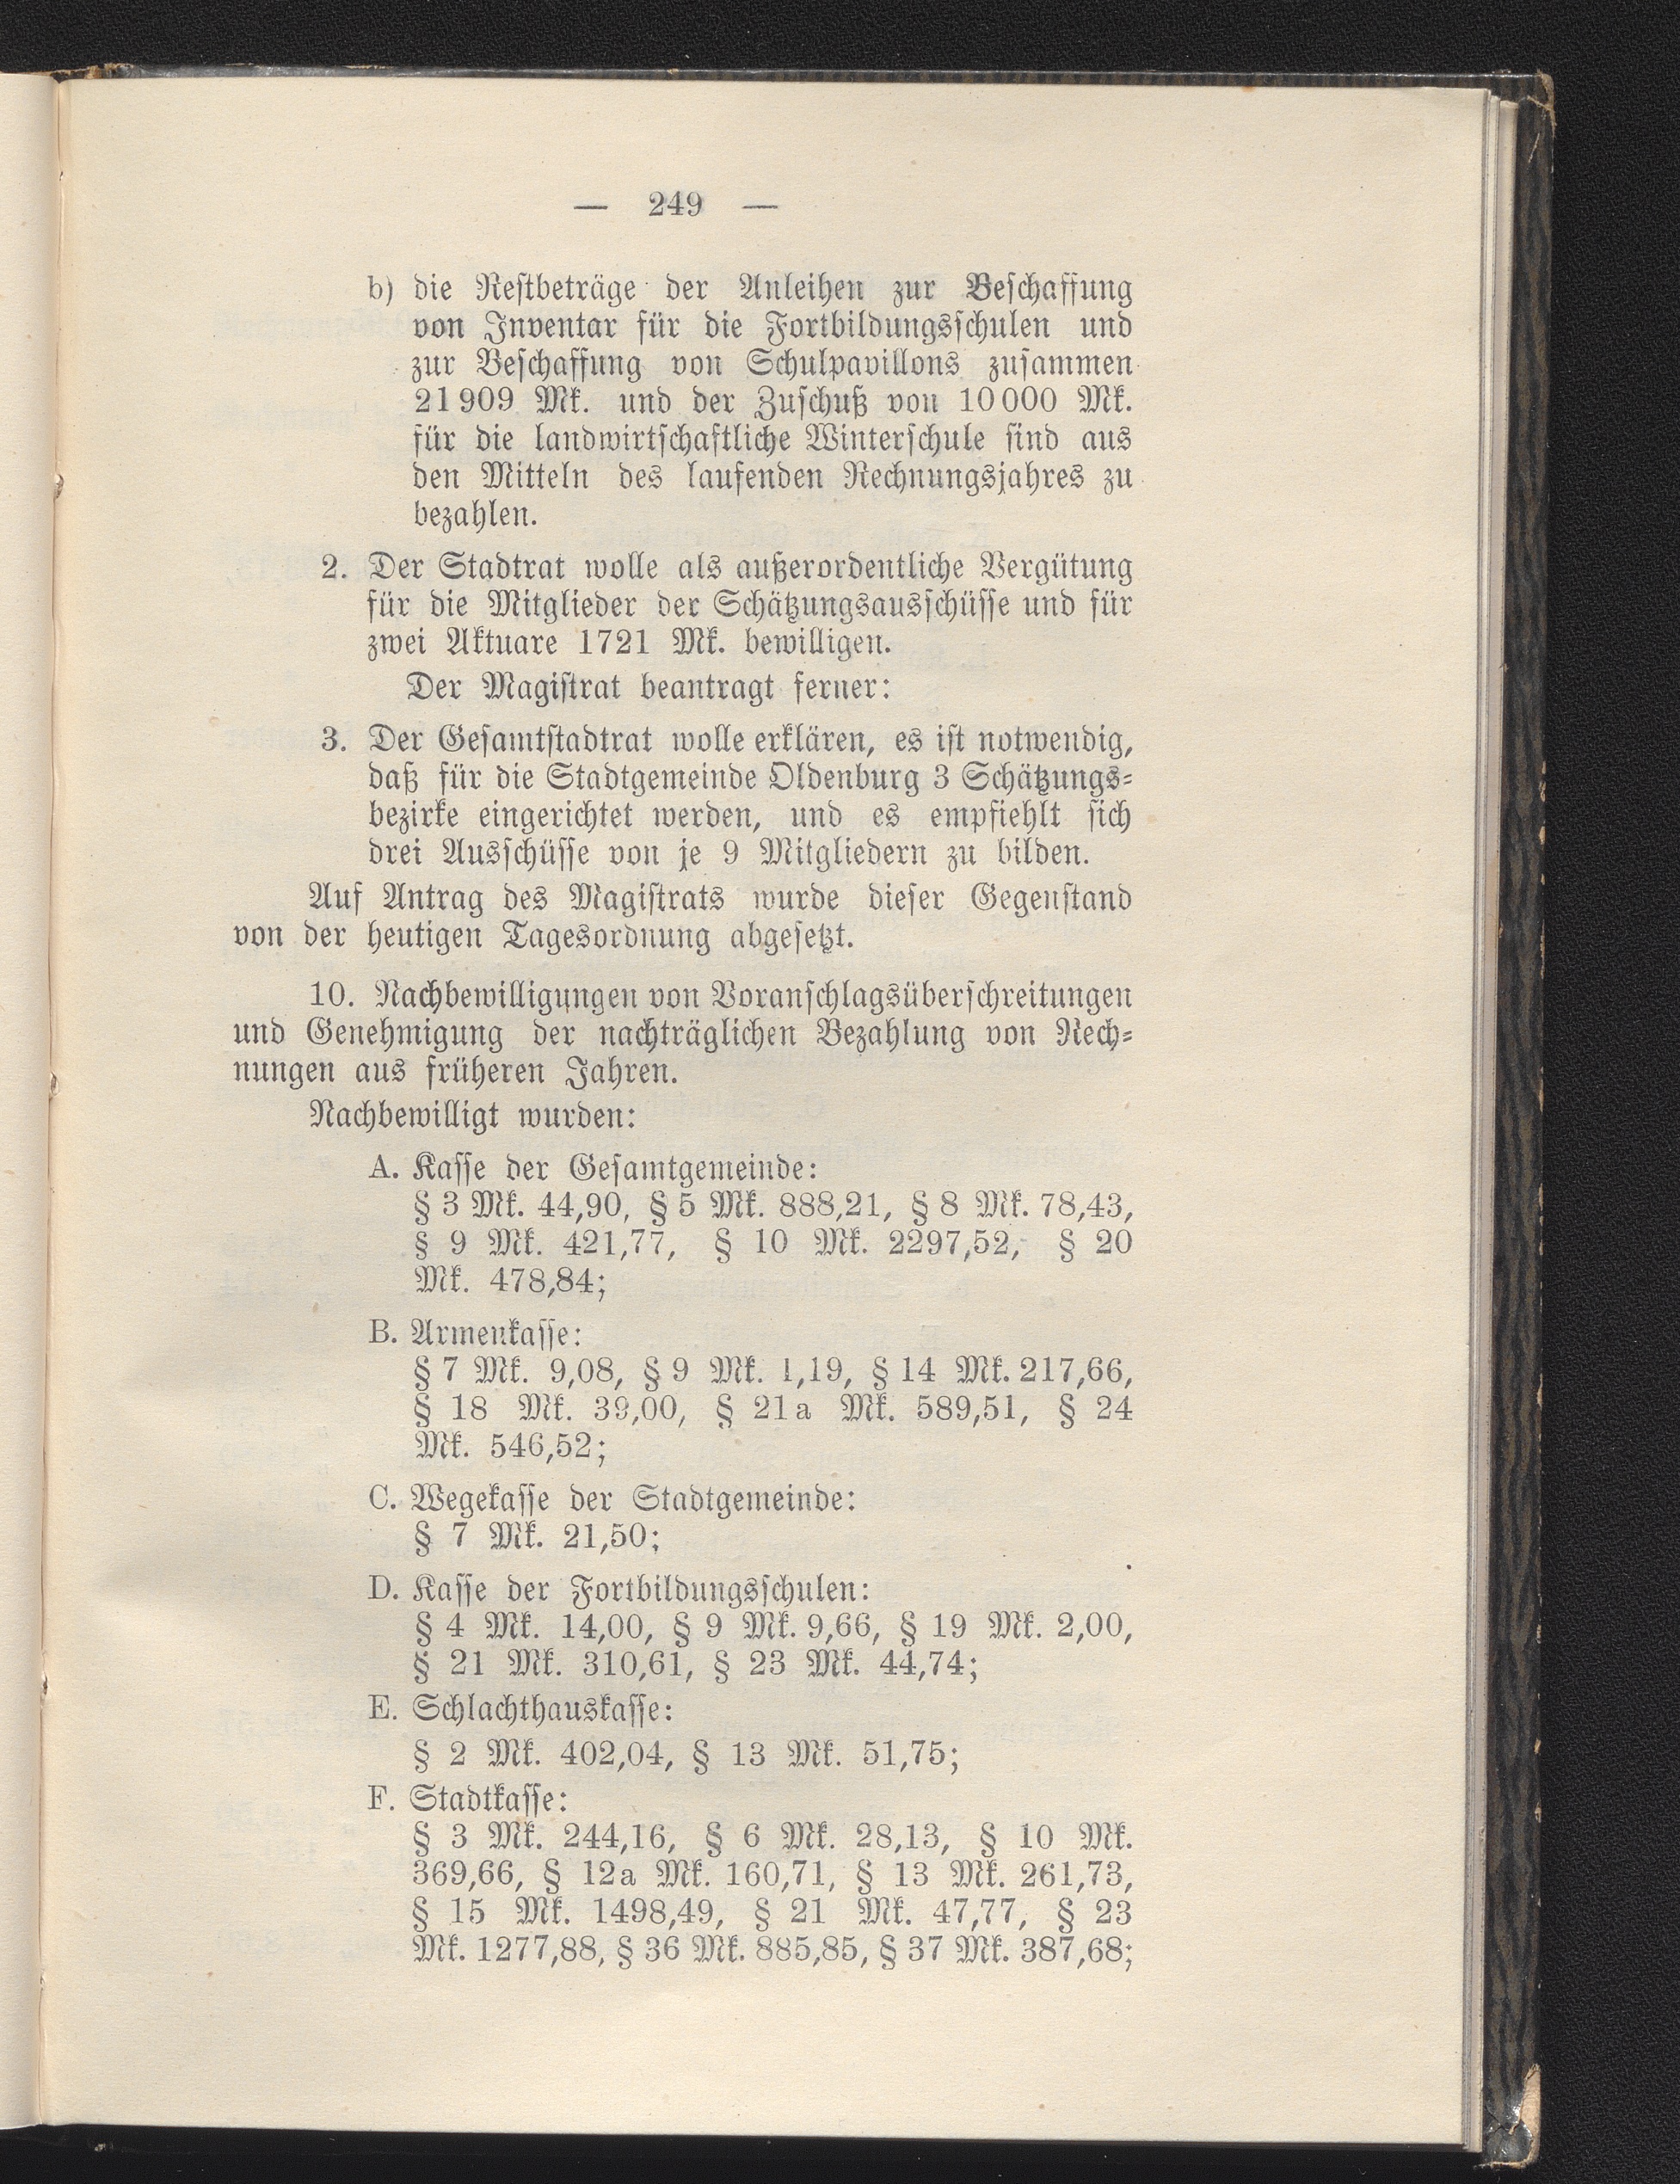 — 249 —
b) die Restbeträge der Anleihen zur Beschaffung
von Inventar für die Fortbildungsschulen und
zur Beschaffung von Schulpavillons zusammen
21909 Mk. und der Zuschuß von 10000 Mk.
für die landwirtschaftliche Winterschule sind aus
den Mitteln des laufenden Rechnungsjahres zu
bezahlen.
2. Der Stadtrat wolle als außerordentliche Vergütung
für die Mitglieder der Schätzungsausschüsse und für
zwei Aktuare 1721 Mk. bewilligen.
Der Magistrat beantragt ferner:
3. Der Gesamtstadtrat wolle erklären, es ist notwendig,
daß für die Stadtgemeinde Oldenburg 3 Schätzungs-
bezirke eingerichtet werden, und es empfiehlt sich
drei Ausschüsse von je 9 Mitgliedern zu bilden.
Auf Antrag des Magistrats wurde dieser Gegenstand
von der heutigen Tagesordnung abgesetzt.
10. Nachbewilligungen von Voranschlagsüberschreitungen
und Genehmigung der nachträglichen Bezahlung von Rech-
nungen aus früheren Jahren.
Nachbewilligt wurden:
A. Kasse der Gesamtgemeinde:
§ 3 Mk. 44,90, § 5 Mk. 888,21, § 8 Mk. 78,43,
§ 9 Mk. 421,77, § 10 Mk. 2297,52, § 20
Mk. 478,84;
B. Armenkasse:
§ 7 Mk. 9,08, § 9 Mk. 1,19, § 14 Mk. 217,66,
§ 18 Mk. 39,00, § 21a Mk. 589,51, § 24
Mk. 546,52;
C. Wegekasse der Stadtgemeinde:
§ 7 Mk. 21,50;
D. Kasse der Fortbildungsschulen:
§ 4 Mk. 14,00, § 9 Mk. 9,66, § 19 Mk. 2,00,
§ 21 Mk. 310,61, § 23 Mk. 44,74;
E. Schlachthauskasse:
§ 2 Mk. 402,04, § 13 Mk. 51,75;
F. Stadtkasse:
§ 3 Mk. 244,16, § 6 Mk. 28,13, § 10 Mk.
369,66, § 12a Mk. 160,71, § 13 Mk. 261,73,
§ 15 Mk. 1498,49, § 21 Mk. 47,77, § 23
Mk. 1277,88, § 36 Mk. 885,85, § 37 Mk. 387,68;